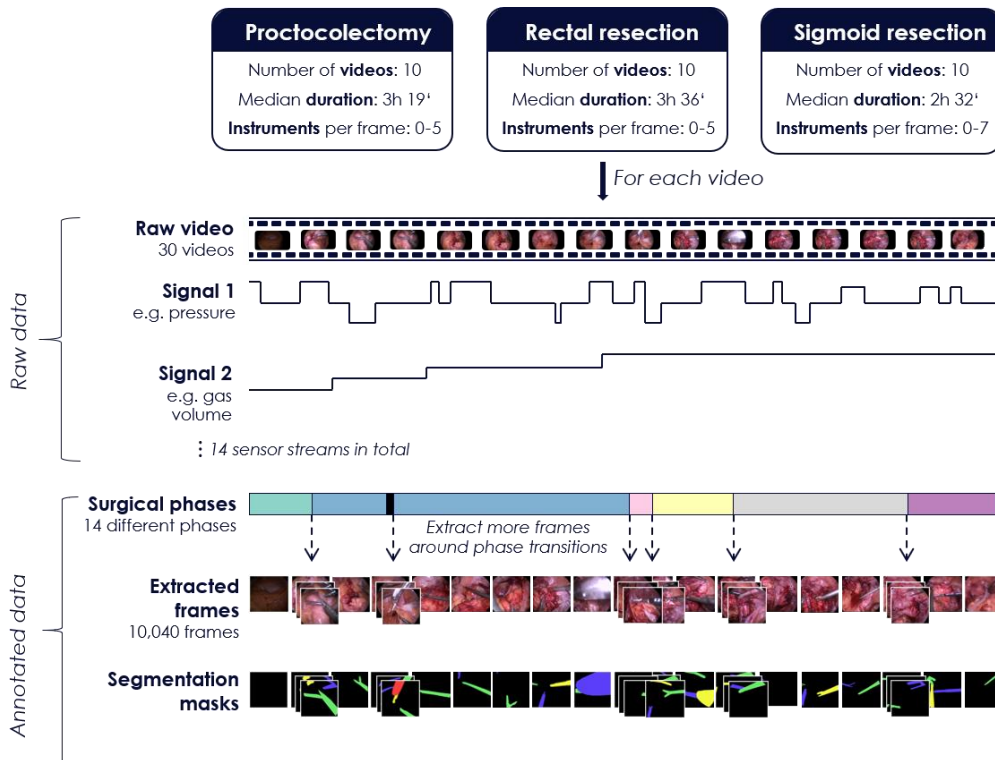 Proctocolectomy
Number of videos: 10
Median duration: 3h 19‘
Instruments per frame: 0-5
Rectal resection
Number of videos: 10
Median duration: 3h 36‘
Instruments per frame: 0-5
Sigmoid resection
Number of videos: 10
Median duration: 2h 32‘
Instruments per frame: 0-7
For each video
Raw data
Raw video
30 videos
Signal 1
e.g. pressure
Signal 2
e.g. gas
volume
⋮ 14 sensor streams in total
Annotated data
Surgical phases
14 different phases
Extract more frames
around phase transitions
Extracted
frames
10,040 frames
Segmentation
masks